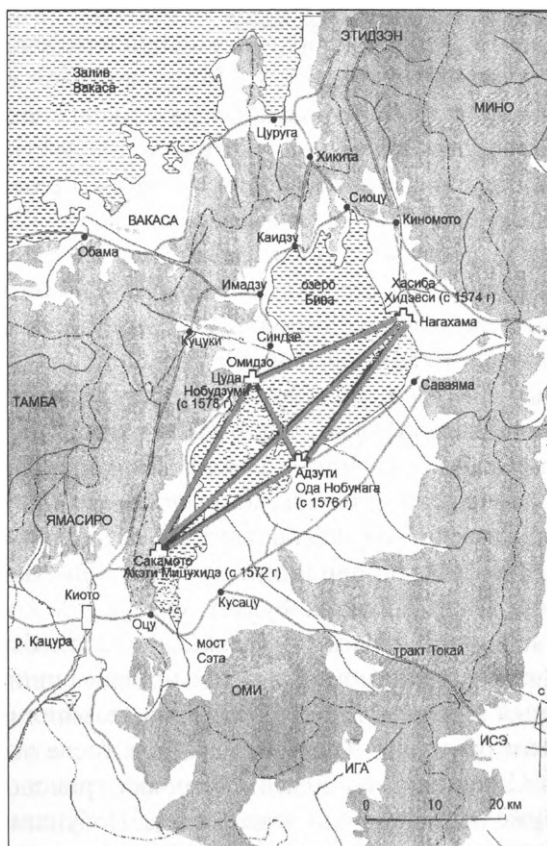 ЭТИДЗЭН
Залив
Вакаса
МИНО
Цуруга
Хикита
Сиоцу
Киномото
ВАКАСА
Обама
Каидзу
озеро
Бива
Хасиба
Хидэёси (с 1574 г)
Нагахама
Имадзу
Куцуки
Синдзё
Омидзо
Цуда
Нобудзуми
(с 1578 г)
Саваяма
ТАМБА
Адзути
Ода Нобунага
(с 1576 г)
ЯМАСИРО
Сакамото
Акэти Мицухидэ (с 1572 г)
Киото
Кусацу
Оцу
р. Кацура
мост
Сэта
тракт Токай
ОМИ
С
ИСЭ
ИГА
0 10 20 км